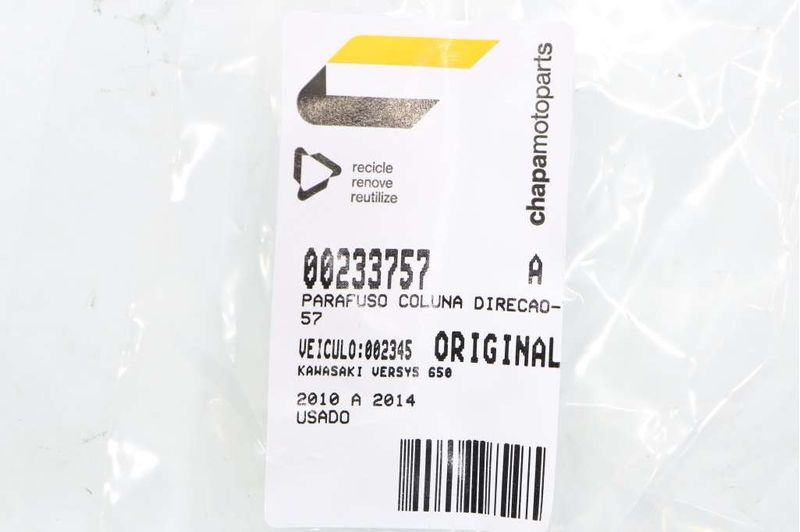 recicle
renove
reutilize
chapamotoparts
00233757 A
PARAFUSO COLUNA DIRECAO-
57
VEICULO:002345 ORIGINAL
KAWASAKI VERSYS 650
2010 A 2014
USADO